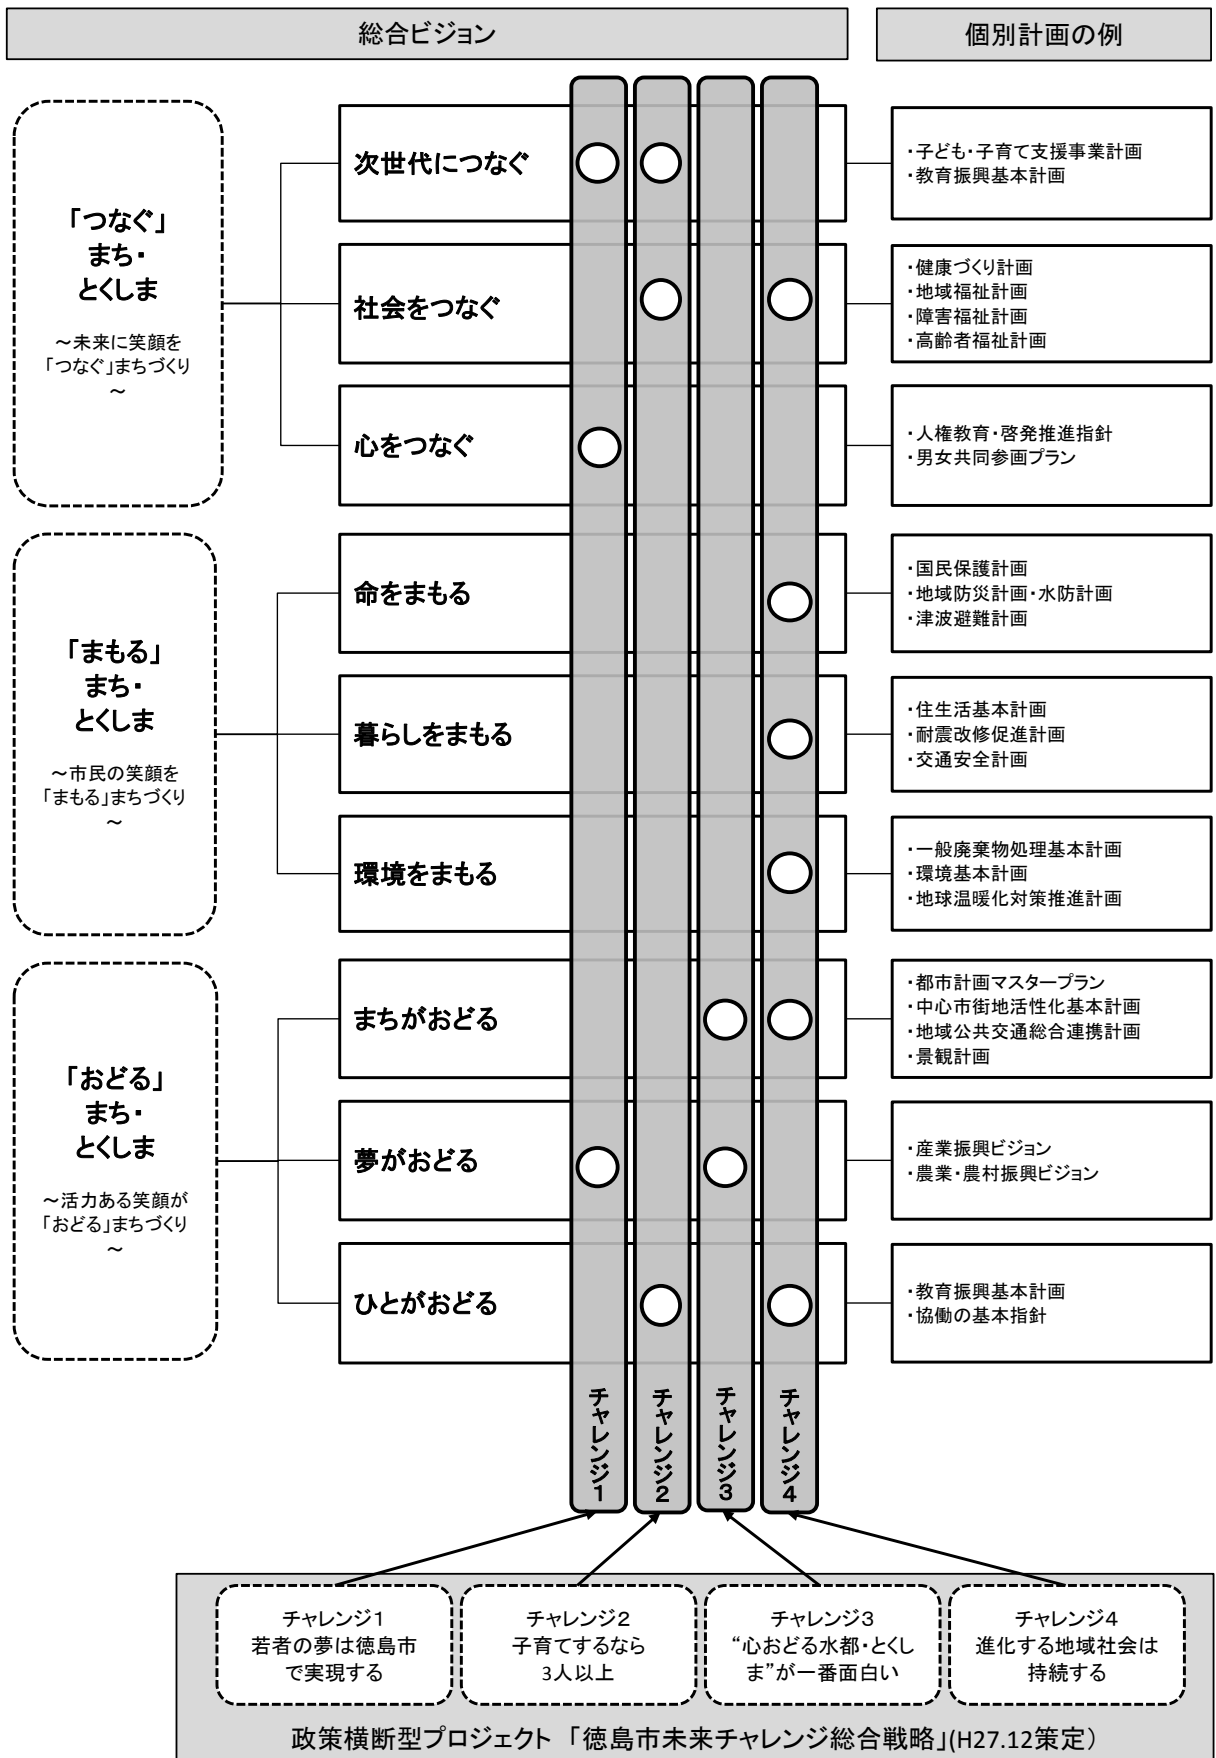 総合ビジョン
個別計画の例
「つなぐ」
まち・
とくしま
～未来に笑顔を
「つなぐ」まちづくり
～
次世代につなぐ
・子ども・子育て支援事業計画
・教育振興基本計画
社会をつなぐ
・健康づくり計画
・地域福祉計画
・障害福祉計画
・高齢者福祉計画
心をつなぐ
・人権教育・啓発推進指針
・男女共同参画プラン
「まもる」
まち・
とくしま
～市民の笑顔を
「まもる」まちづくり
～
命をまもる
・国民保護計画
・地域防災計画・水防計画
・津波避難計画
暮らしをまもる
・住生活基本計画
・耐震改修促進計画
・交通安全計画
環境をまもる
・一般廃棄物処理基本計画
・環境基本計画
・地球温暖化対策推進計画
「おどる」
まち・
とくしま
～活力ある笑顔が
「おどる」まちづくり
～
まちがおどる
・都市計画マスタープラン
・中心市街地活性化基本計画
・地域公共交通総合連携計画
・景観計画
夢がおどる
・産業振興ビジョン
・農業・農村振興ビジョン
ひとがおどる
・教育振興基本計画
・協働の基本指針
チャレンジ1
チャレンジ2
チャレンジ3
チャレンジ4
チャレンジ1
若者の夢は徳島市
で実現する
チャレンジ2
子育てするなら
3人以上
チャレンジ3
“心おどる水都・とくし
ま”が一番面白い
チャレンジ4
進化する地域社会は
持続する
政策横断型プロジェクト 「徳島市未来チャレンジ総合戦略」(H27.12策定)